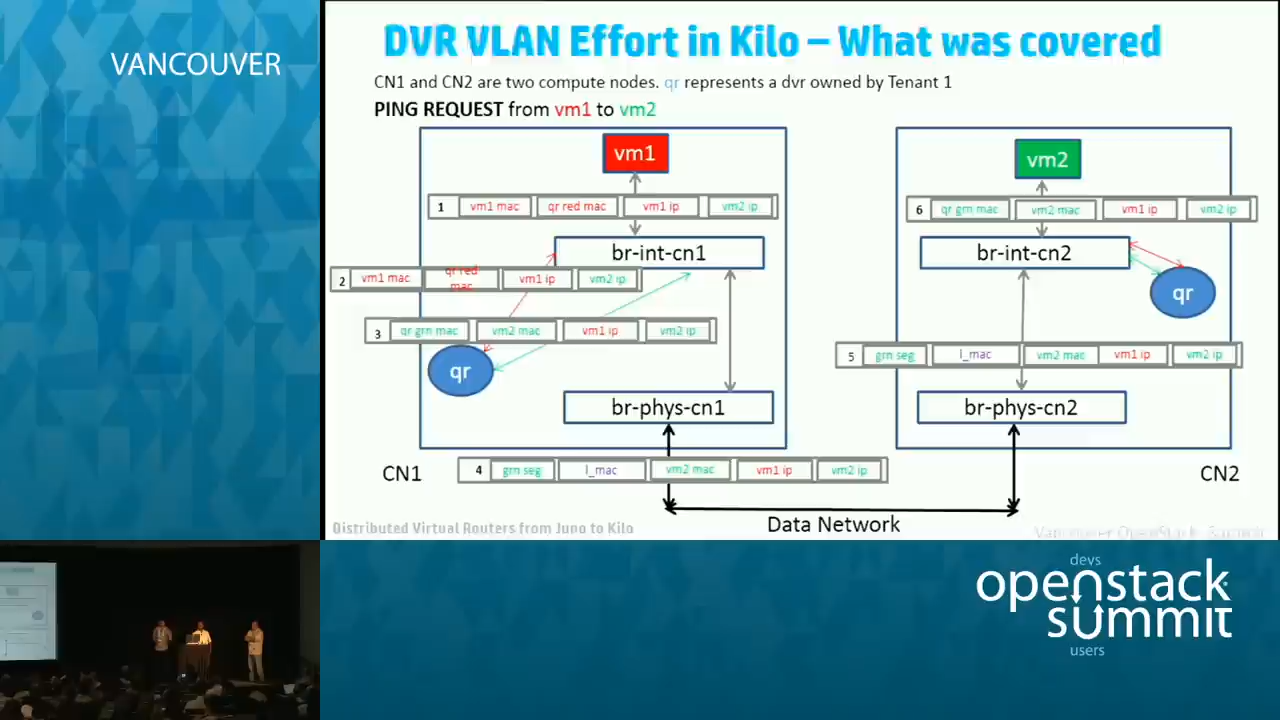 VANCOUVER
DVR VLAN Effort in Kilo – What was covered
CN1 and CN2 are two compute nodes. qr represents a dvr owned by Tenant 1
PING REQUEST from vm1 to vm2
vm1
1 vm1 mac qr red mac vm1 ip vm2 ip
br-int-cn1
2 vm1 mac qr red mac vm1 ip vm2 ip
3 qr grn mac vm2 mac vm1 ip vm2 ip
qr
br-phys-cn1
CN1
4 grn seg l_mac vm2 mac vm1 ip vm2 ip
vm2
6 qr grn mac vm2 mac vm1 ip vm2 ip
br-int-cn2
qr
5 grn seg l_mac vm2 mac vm1 ip vm2 ip
br-phys-cn2
CN2
Data Network
Distributed Virtual Routers from Juno to Kilo
Vancouver OpenStack Summit
devs
openstack
summit
users